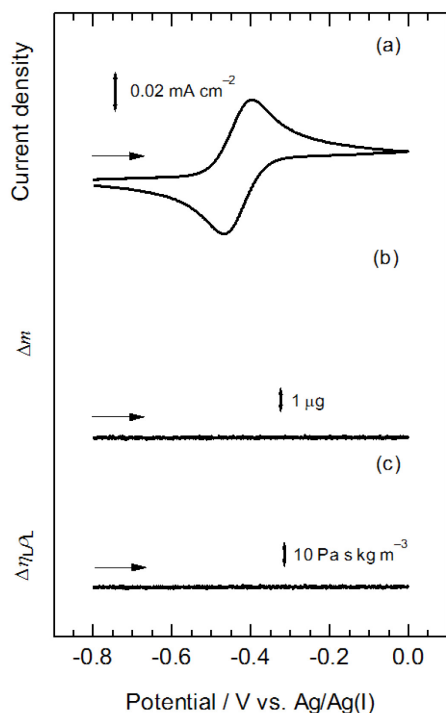 (a)
0.02 mA cm⁻²
Current density
(b)
Δm
1 μg
(c)
Δη_Lρ_L
10 Pa s kg m⁻³
-0.8 -0.6 -0.4 -0.2 0.0
Potential / V vs. Ag/Ag(I)